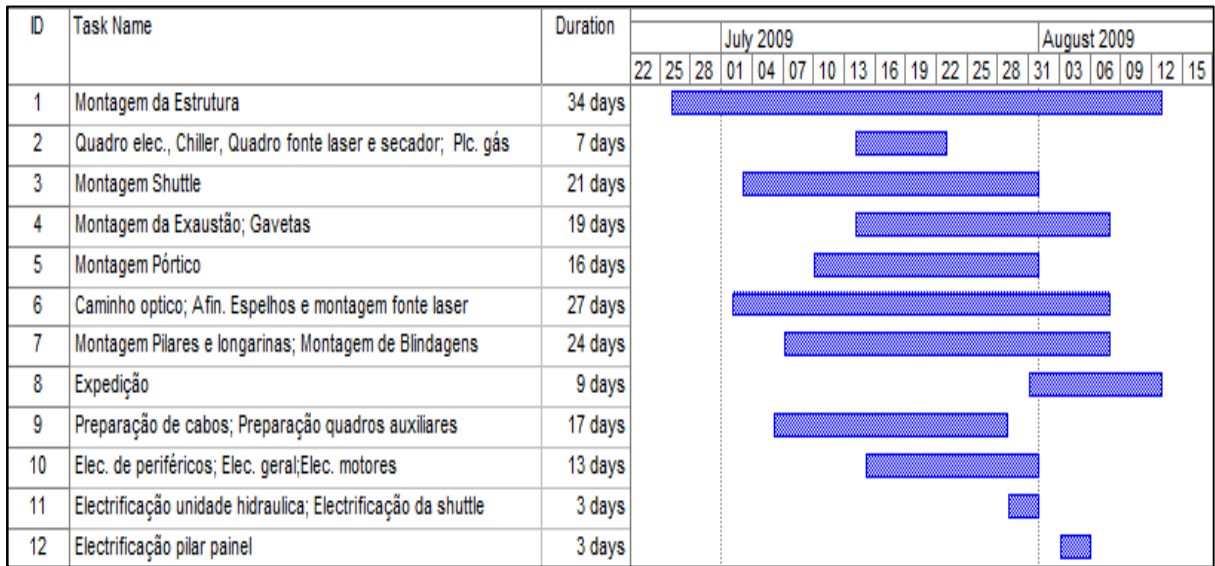 ID Task Name Duration
July 2009 August 2009
22 25 28 01 04 07 10 13 16 19 22 25 28 31 03 06 09 12 15
1 Montagem da Estrutura 34 days
2 Quadro elec., Chiller, Quadro fonte laser e secador; Plc. gás 7 days
3 Montagem Shuttle 21 days
4 Montagem da Exaustão; Gavetas 19 days
5 Montagem Pórtico 16 days
6 Caminho optico; Afin. Espelhos e montagem fonte laser 27 days
7 Montagem Pilares e longarinas; Montagem de Blindagens 24 days
8 Expedição 9 days
9 Preparação de cabos; Preparação quadros auxiliares 17 days
10 Elec. de periféricos; Elec. geral;Elec. motores 13 days
11 Electrificação unidade hidraulica; Electrificação da shuttle 3 days
12 Electrificação pilar painel 3 days